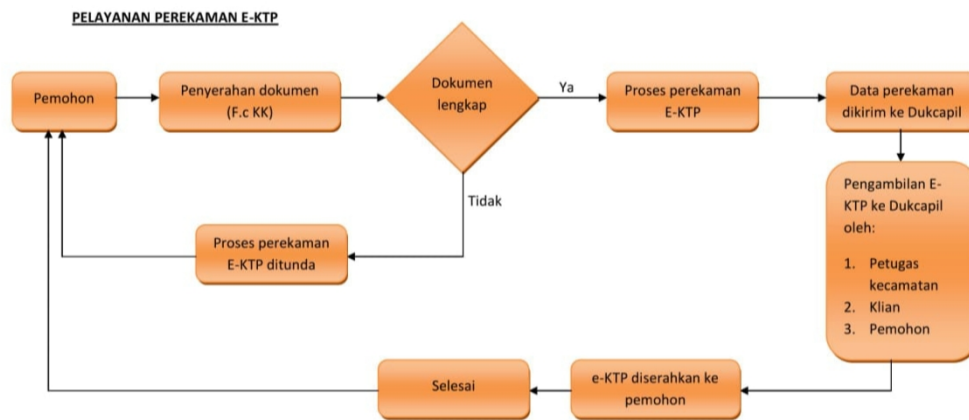 PELAYANAN PEREKAMAN E-KTP
Pemohon
Penyerahan dokumen
(F.c KK)
Dokumen
lengkap
Ya
Proses perekaman
E-KTP
Data perekaman
dikirim ke Dukcapil
Tidak
Proses perekaman
E-KTP ditunda
Pengambilan E-
KTP ke Dukcapil
oleh:
1. Petugas
kecamatan
2. Klian
3. Pemohon
e-KTP diserahkan ke
pemohon
Selesai